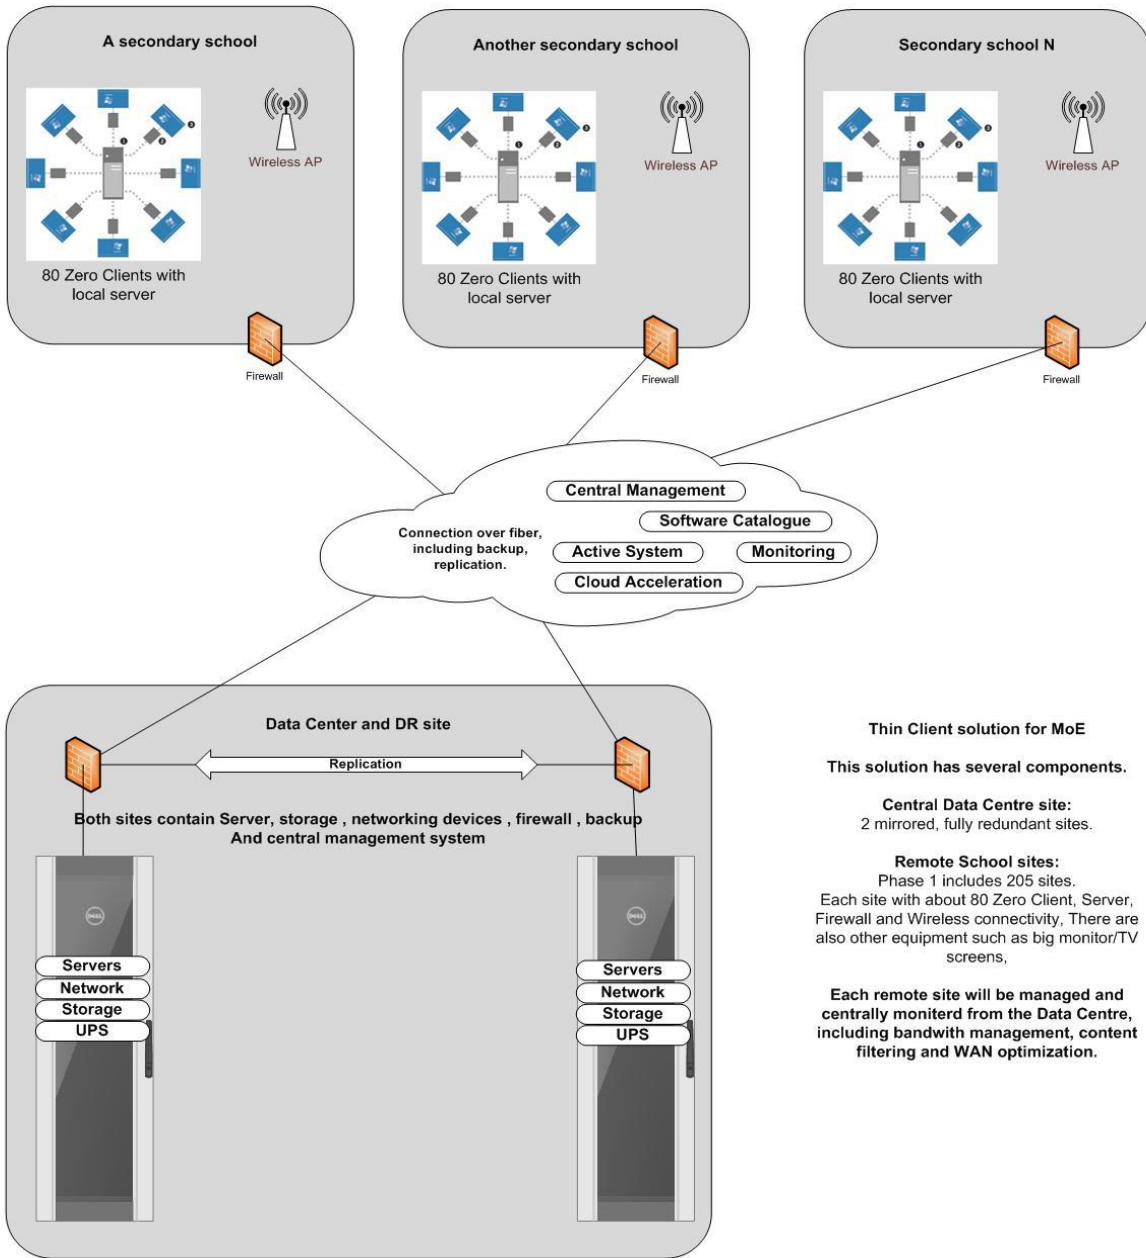 A secondary school
Wireless AP
80 Zero Clients with
local server
Firewall
Another secondary school
Wireless AP
80 Zero Clients with
local server
Firewall
Secondary school N
Wireless AP
80 Zero Clients with
local server
Firewall
Connection over fiber,
including backup,
replication.
Central Management
Software Catalogue
Active System
Monitoring
Cloud Acceleration
Data Center and DR site
Replication
Both sites contain Server, storage , networking devices , firewall , backup
And central management system
DELL
Servers
Network
Storage
UPS
DELL
Servers
Network
Storage
UPS
Thin Client solution for MoE
This solution has several components.
Central Data Centre site:
2 mirrored, fully redundant sites.
Remote School sites:
Phase 1 includes 205 sites.
Each site with about 80 Zero Client, Server,
Firewall and Wireless connectivity, There are
also other equipment such as big monitor/TV
screens,
Each remote site will be managed and
centrally moniterd from the Data Centre,
including bandwith management, content
filtering and WAN optimization.